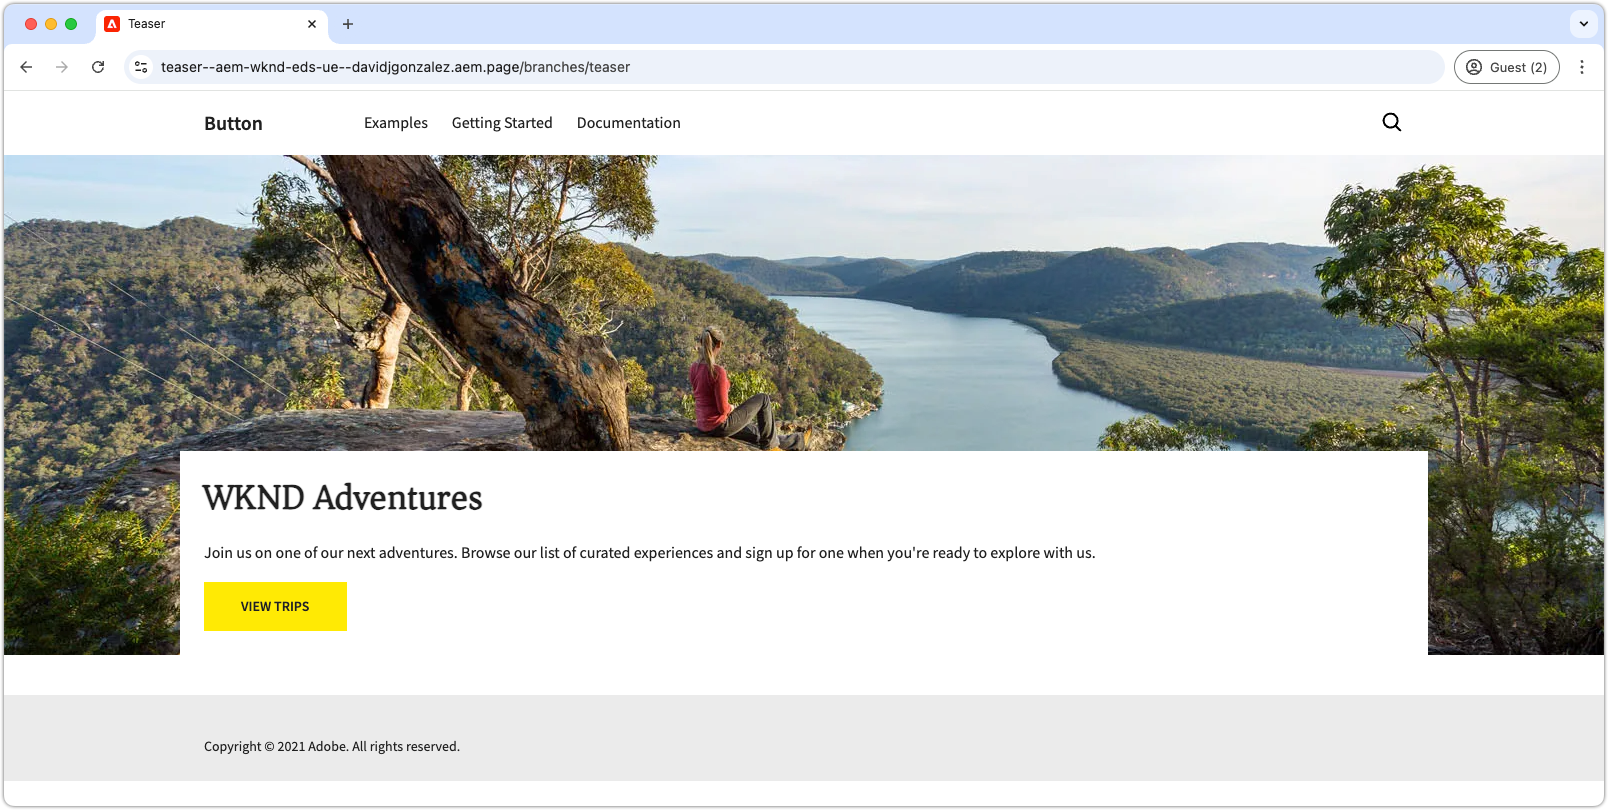 Teaser
teaser--aem-wknd-eds-ue--davidjgonzalez.aem.page/branches/teaser
Guest (2)
Button
Examples
Getting Started
Documentation
WKND Adventures
Join us on one of our next adventures. Browse our list of curated experiences and sign up for one when you're ready to explore with us.
VIEW TRIPS
Copyright © 2021 Adobe. All rights reserved.